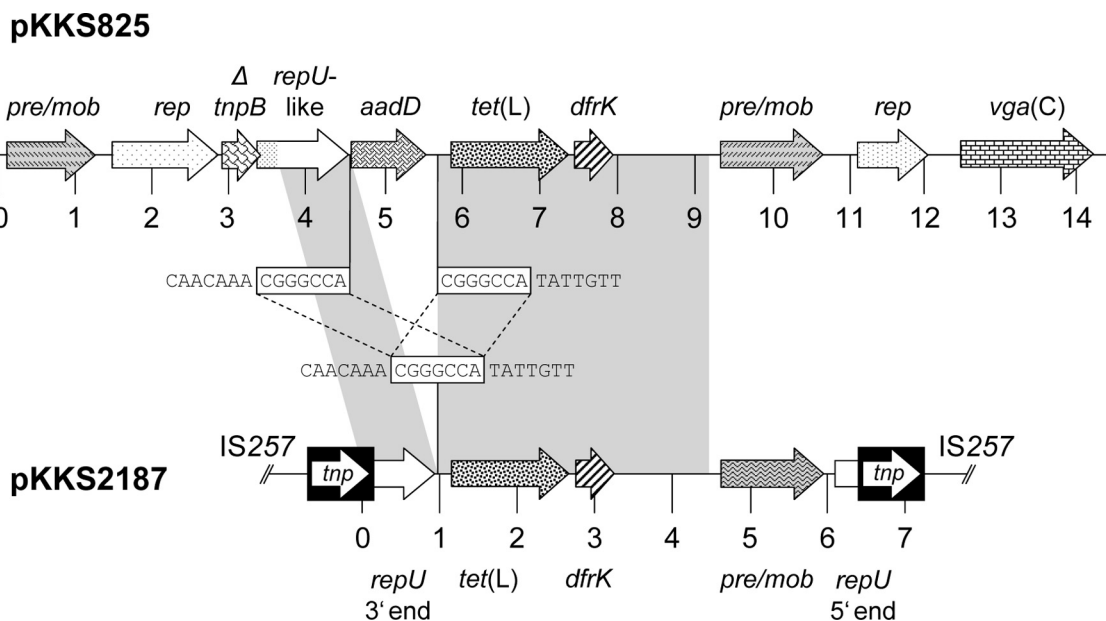 pKKS825
Δ repU-
pre/mob rep tnpB like aadD tet(L) dfrK pre/mob rep vga(C)
0 1 2 3 4 5 6 7 8 9 10 11 12 13 14
CAACAAA CGGGCCA CGGGCCA TATTGTT
CAACAAA CGGGCCA TATTGTT
IS257 IS257
pKKS2187 tnp tnp
0 1 2 3 4 5 6 7
repU tet(L) dfrK pre/mob repU
3‘ end 5‘ end